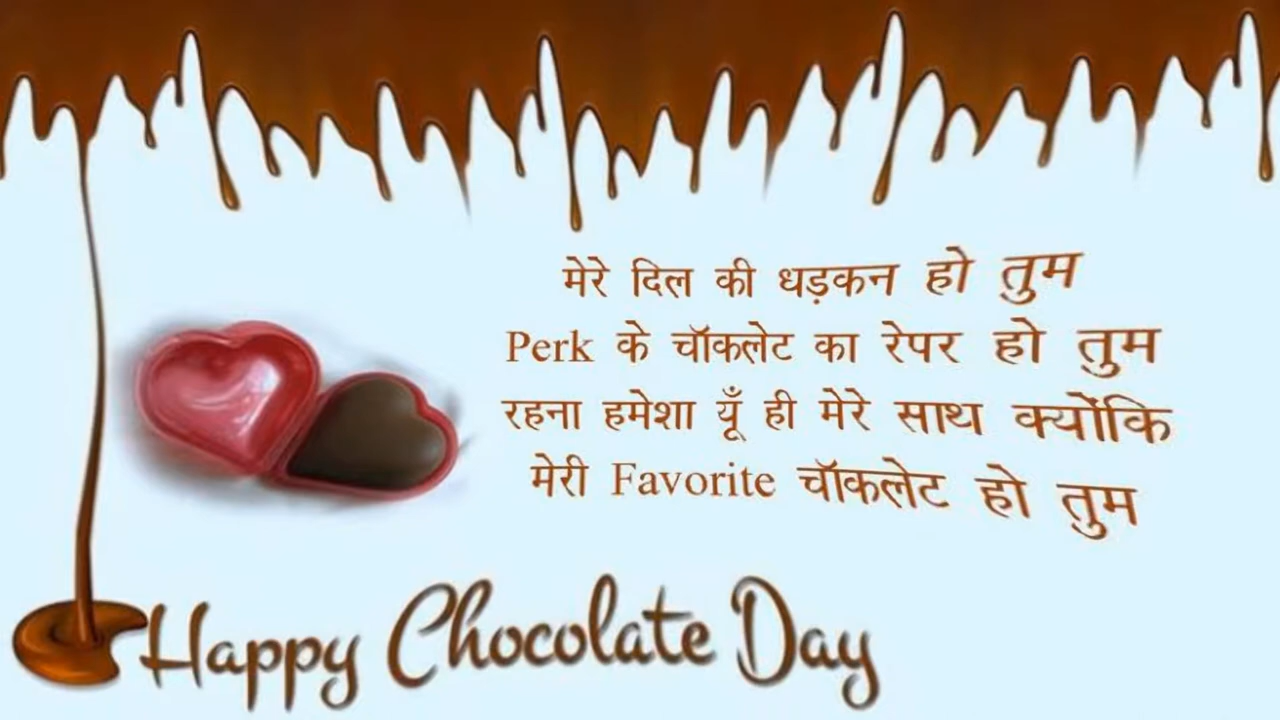 मेरे दिल की धड़कन हो तुम
Perk के चॉकलेट का रेपर हो तुम
रहना हमेशा यूँ ही मेरे साथ क्योंकि
मेरी Favorite चॉकलेट हो तुम
Happy Chocolate Day